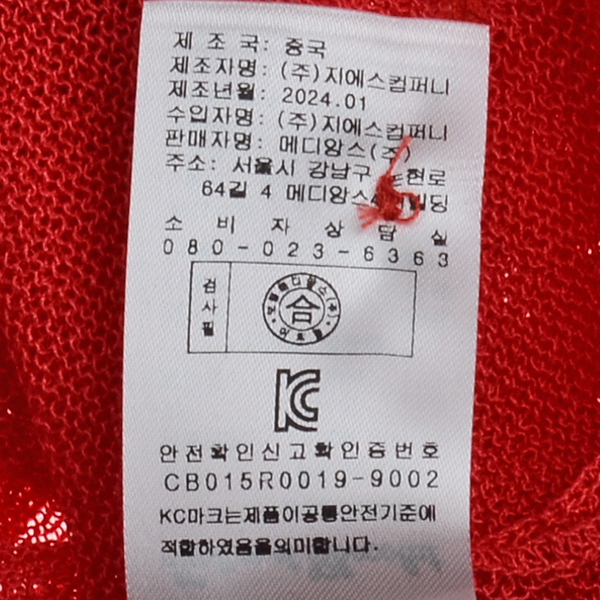 제 조 국: 중국
제조자명: (주)지에스컴퍼니
제조년월: 2024.01
수입자명: (주)지에스컴퍼니
판매자명: 메디앙스(주)
주소: 서울시 강남구
64길 4 메디앙스
소 비 자 상 담 실
080-023-6363
검사필
合
KC
안전확인신고확인증번호
CB015R0019-9002
KC마크는제품이공통안전기준에
적합하였음을의미합니다.